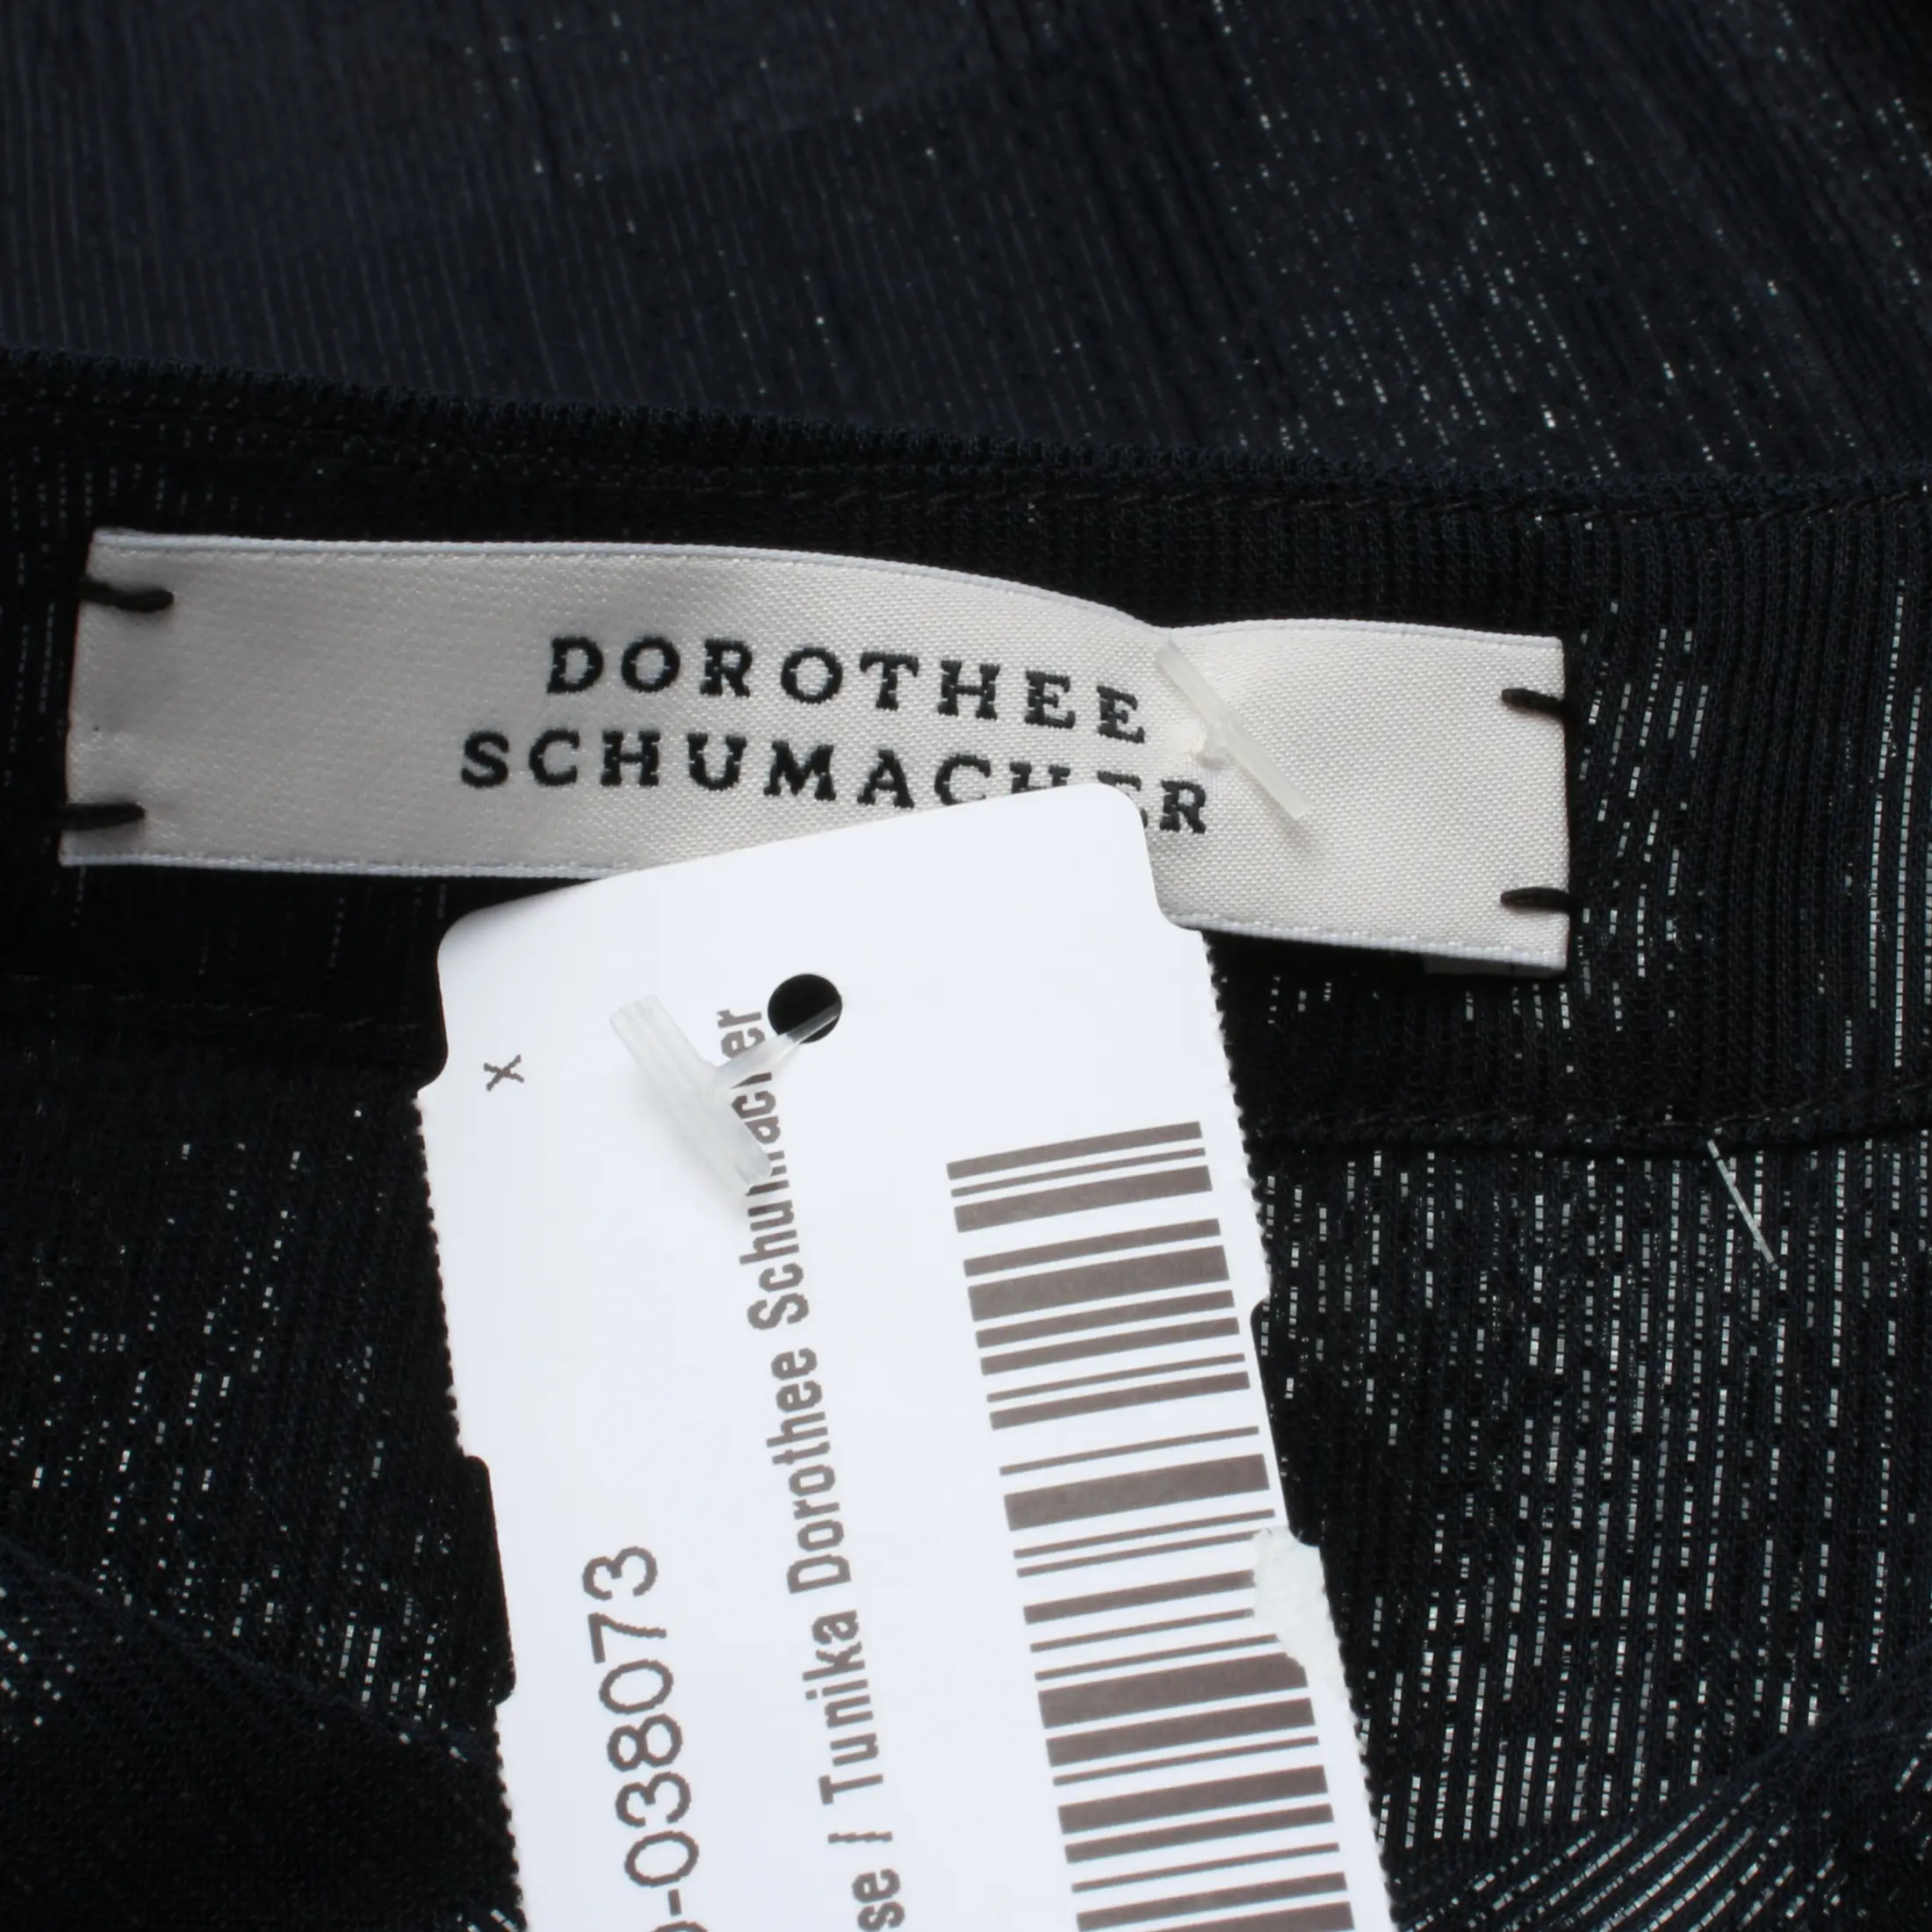 DOROTHEE
SCHUMACHER
x
-038073
/ Tunika Dorothee Schumacher